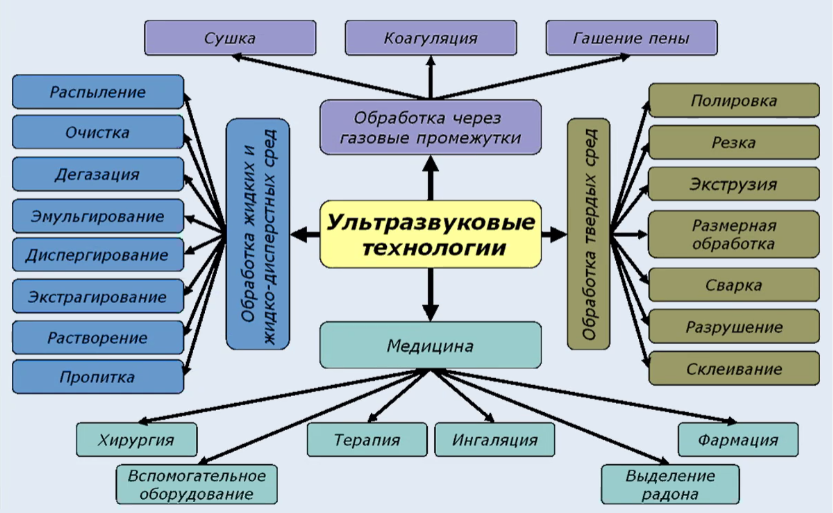 Сушка
Коагуляция
Гашение пены
Обработка через
газовые промежутки
Распыление
Очистка
Дегазация
Эмульгирование
Диспергирование
Экстрагирование
Растворение
Пропитка
Обработка жидких и
жидко-дисперстных сред
Ультразвуковые
технологии
Обработка твердых сред
Полировка
Резка
Экструзия
Размерная
обработка
Сварка
Разрушение
Склеивание
Медицина
Хирургия
Терапия
Ингаляция
Фармация
Вспомогательное
оборудование
Выделение
радона